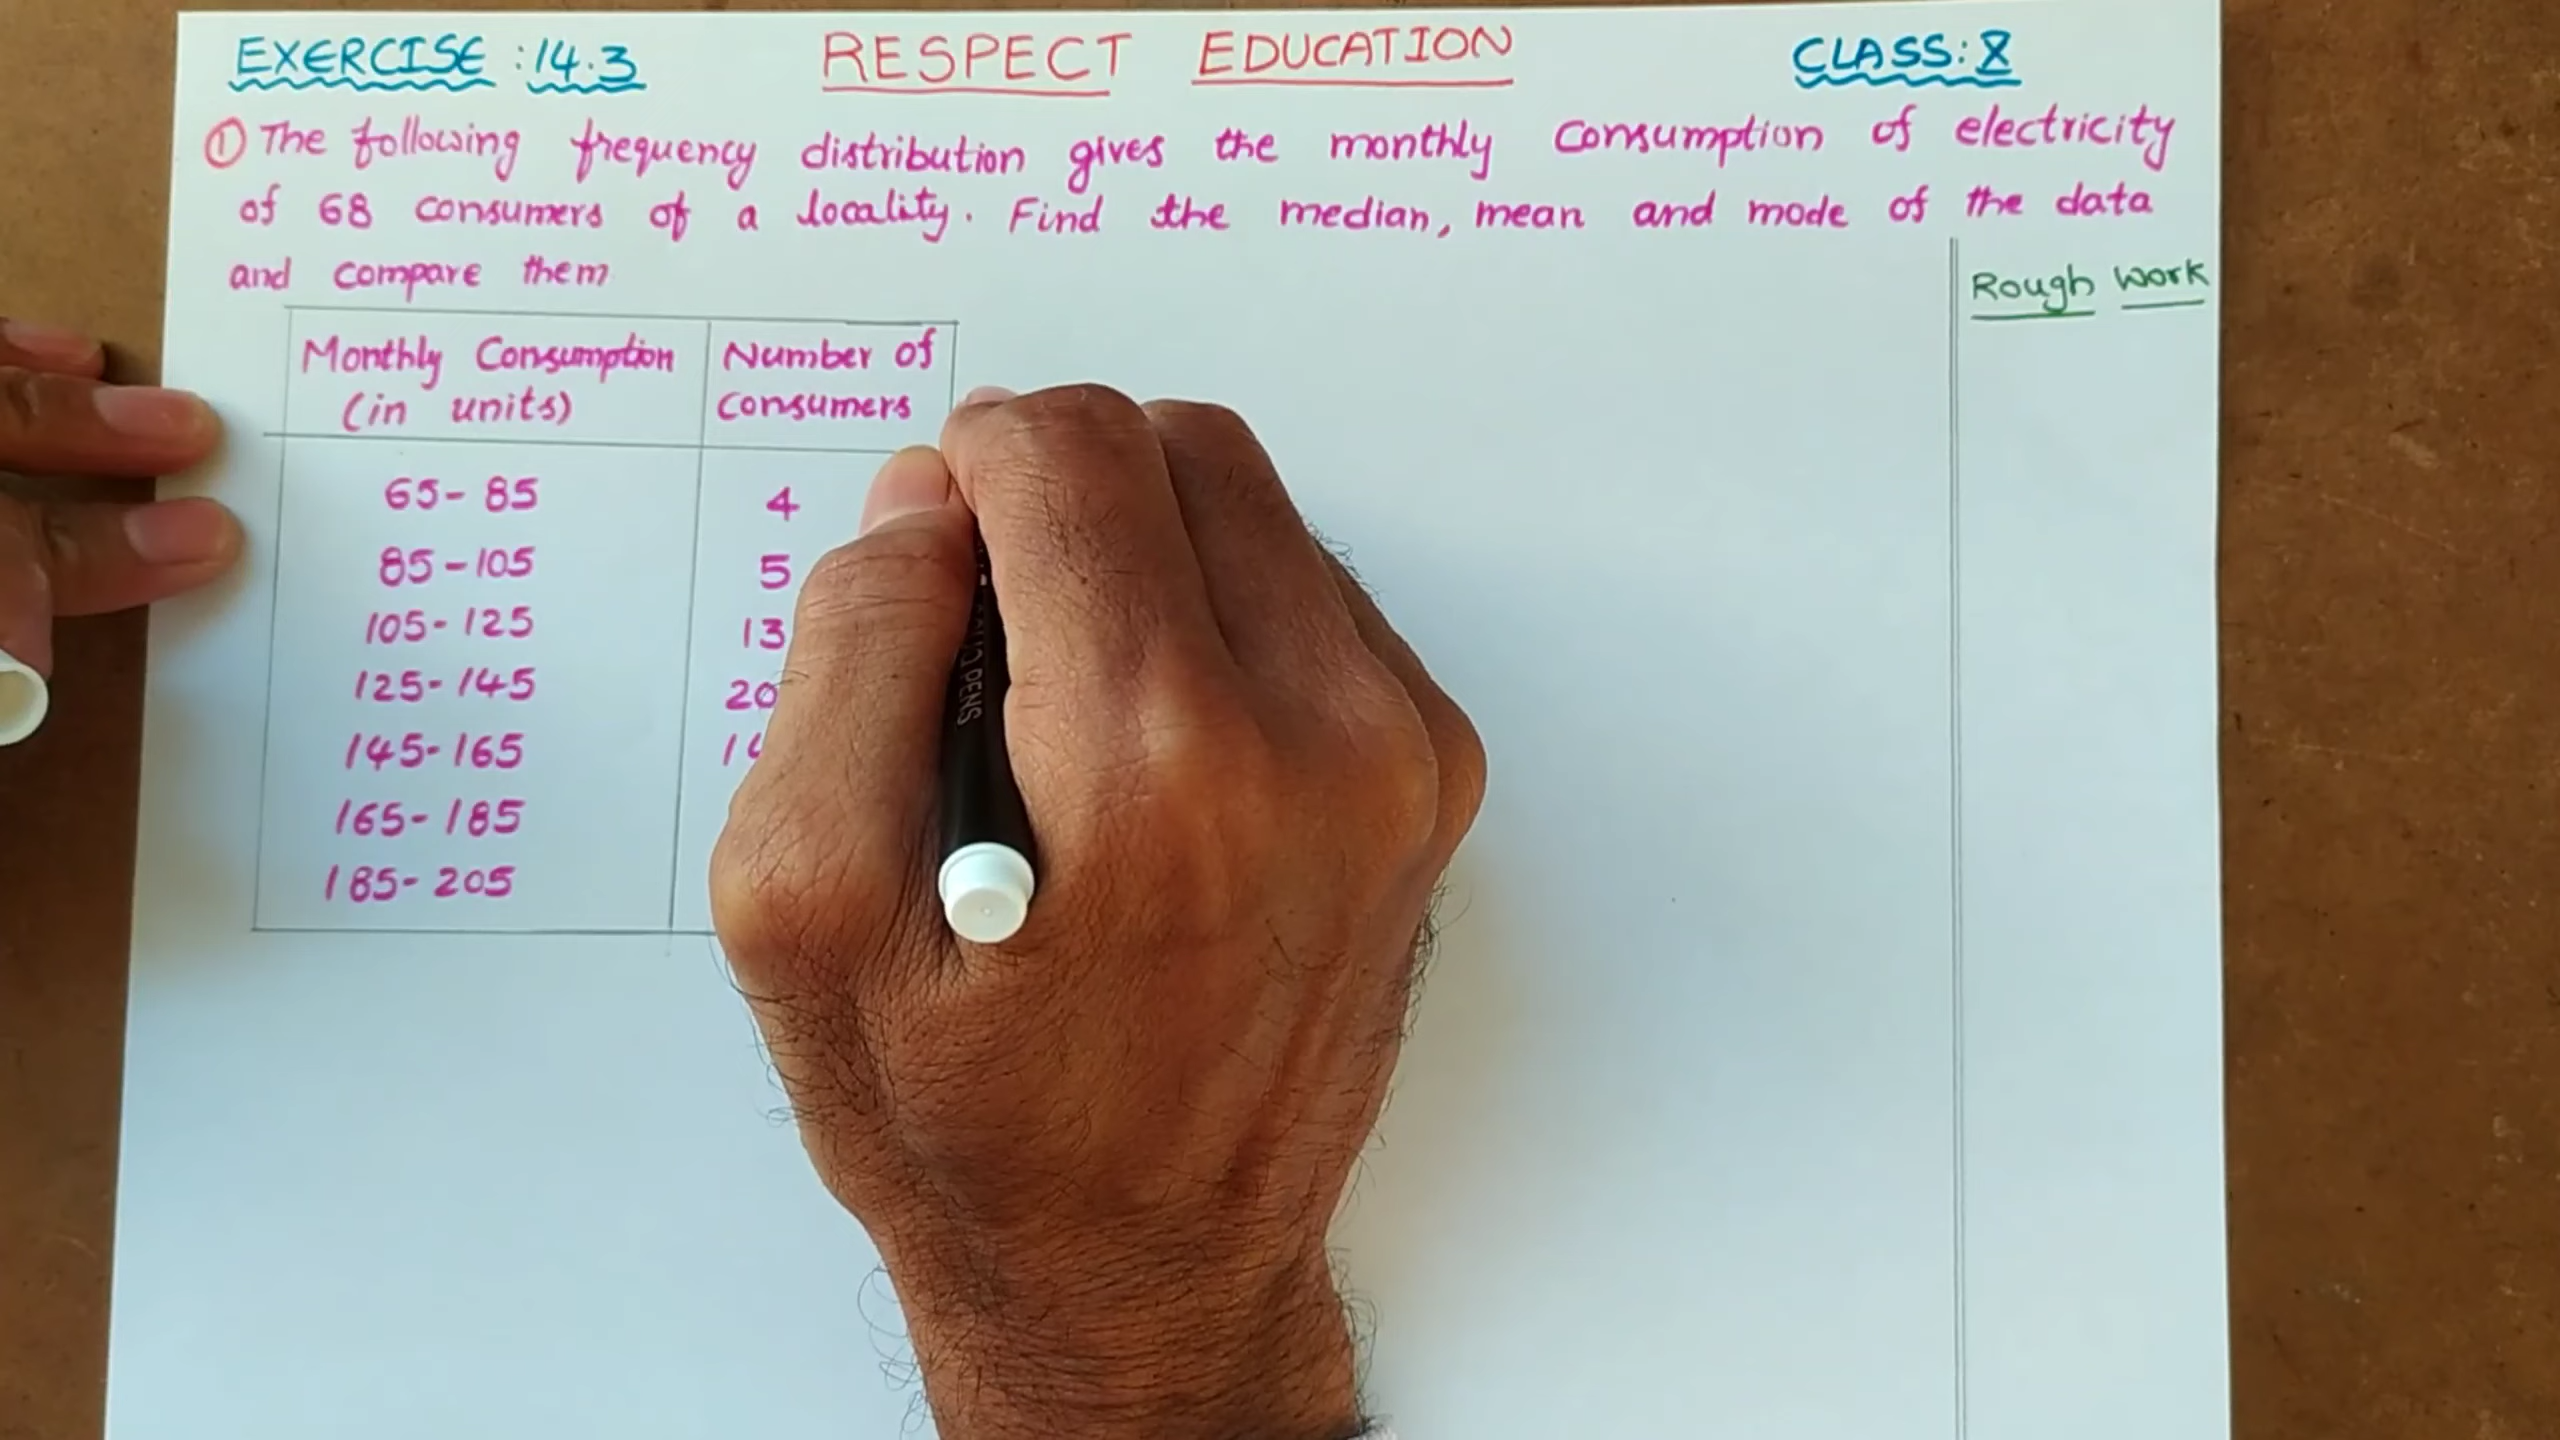 EXERCISE : 14.3 RESPECT EDUCATION CLASS: X
① The following frequency distribution gives the monthly consumption of electricity
of 68 consumers of a locality. Find the median, mean and mode of the data
and compare them
Rough work
Monthly Consumption Number of
(in units) consumers
65-85 4
85-105 5
105-125 13
125-145 20
145-165
165-185
185-205
PENS